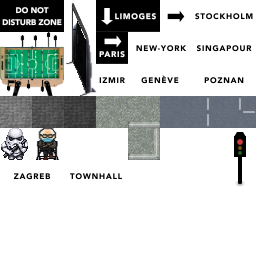 DO NOT
DISTURB ZONE
LIMOGES
STOCKHOLM
PARIS
NEW-YORK
SINGAPOUR
IZMIR
GENÈVE
POZNAN
ZAGREB
TOWNHALL